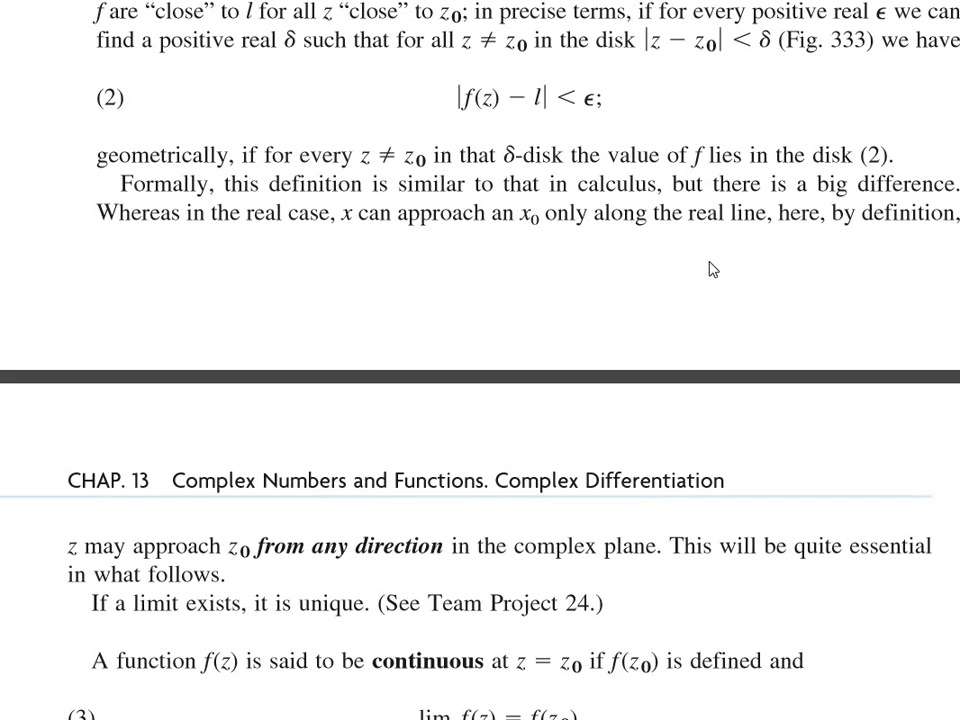 f are “close” to l for all z “close” to z₀; in precise terms, if for every positive real ϵ we can
find a positive real δ such that for all z ≠ z₀ in the disk |z − z₀| < δ (Fig. 333) we have
(2) |f(z) − l| < ϵ;
geometrically, if for every z ≠ z₀ in that δ-disk the value of f lies in the disk (2).
Formally, this definition is similar to that in calculus, but there is a big difference.
Whereas in the real case, x can approach an x₀ only along the real line, here, by definition,
CHAP. 13 Complex Numbers and Functions. Complex Differentiation
z may approach z₀ from any direction in the complex plane. This will be quite essential
in what follows.
If a limit exists, it is unique. (See Team Project 24.)
A function f(z) is said to be continuous at z = z₀ if f(z₀) is defined and
(3) lim f(z) = f(z₀)